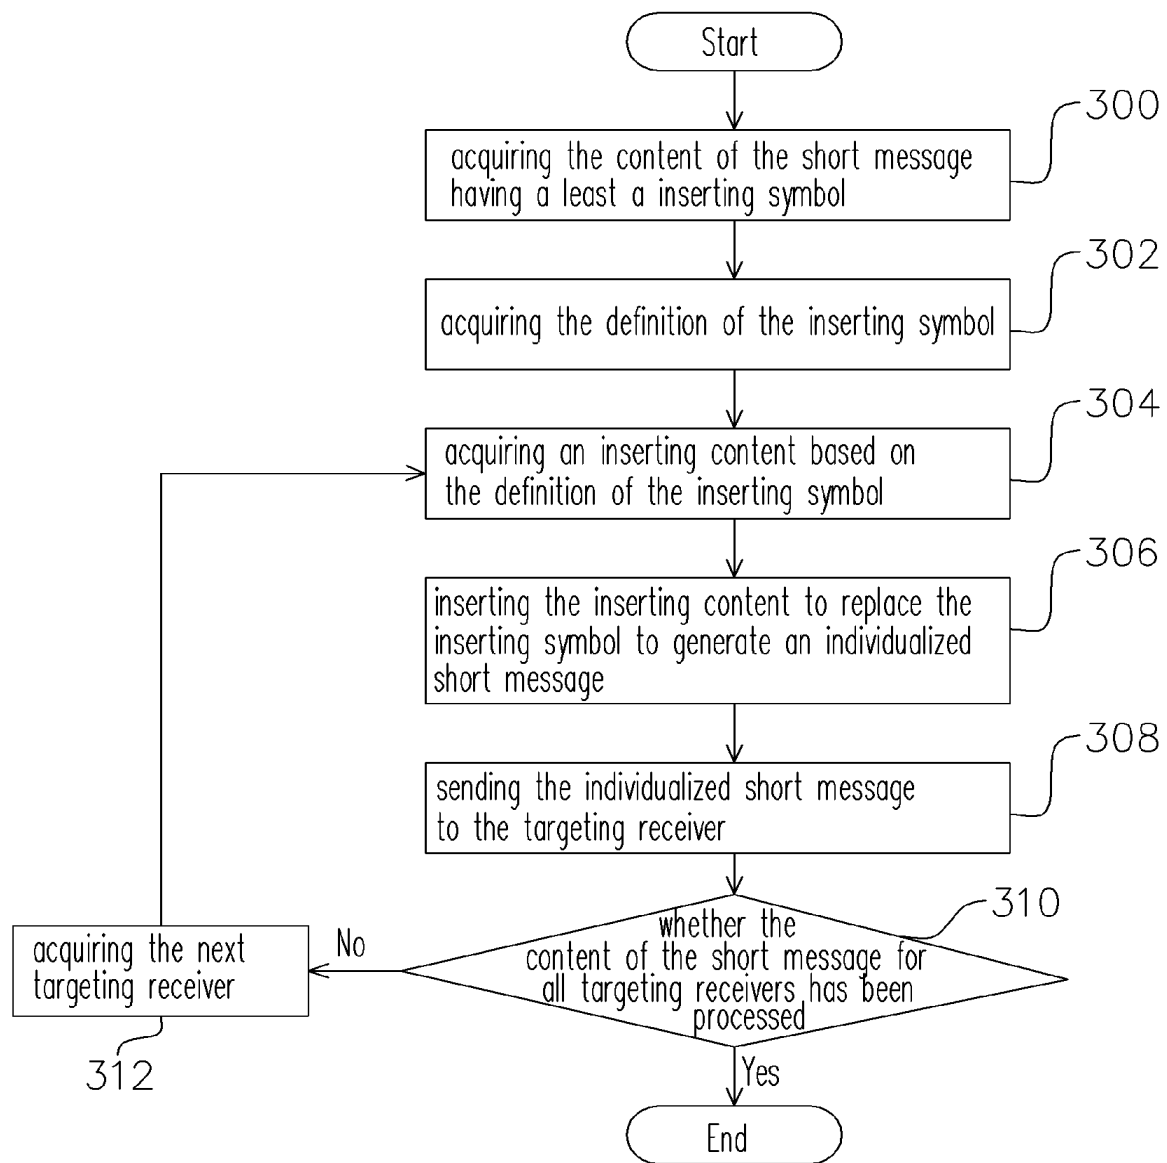 Start
300
acquiring the content of the short message
having a least a inserting symbol
302
acquiring the definition of the inserting symbol
304
acquiring an inserting content based on
the definition of the inserting symbol
306
inserting the inserting content to replace the
inserting symbol to generate an individualized
short message
308
sending the individualized short message
to the targeting receiver
310
whether the
content of the short message for
all targeting receivers has been
processed
No
acquiring the next
targeting receiver
312
Yes
End